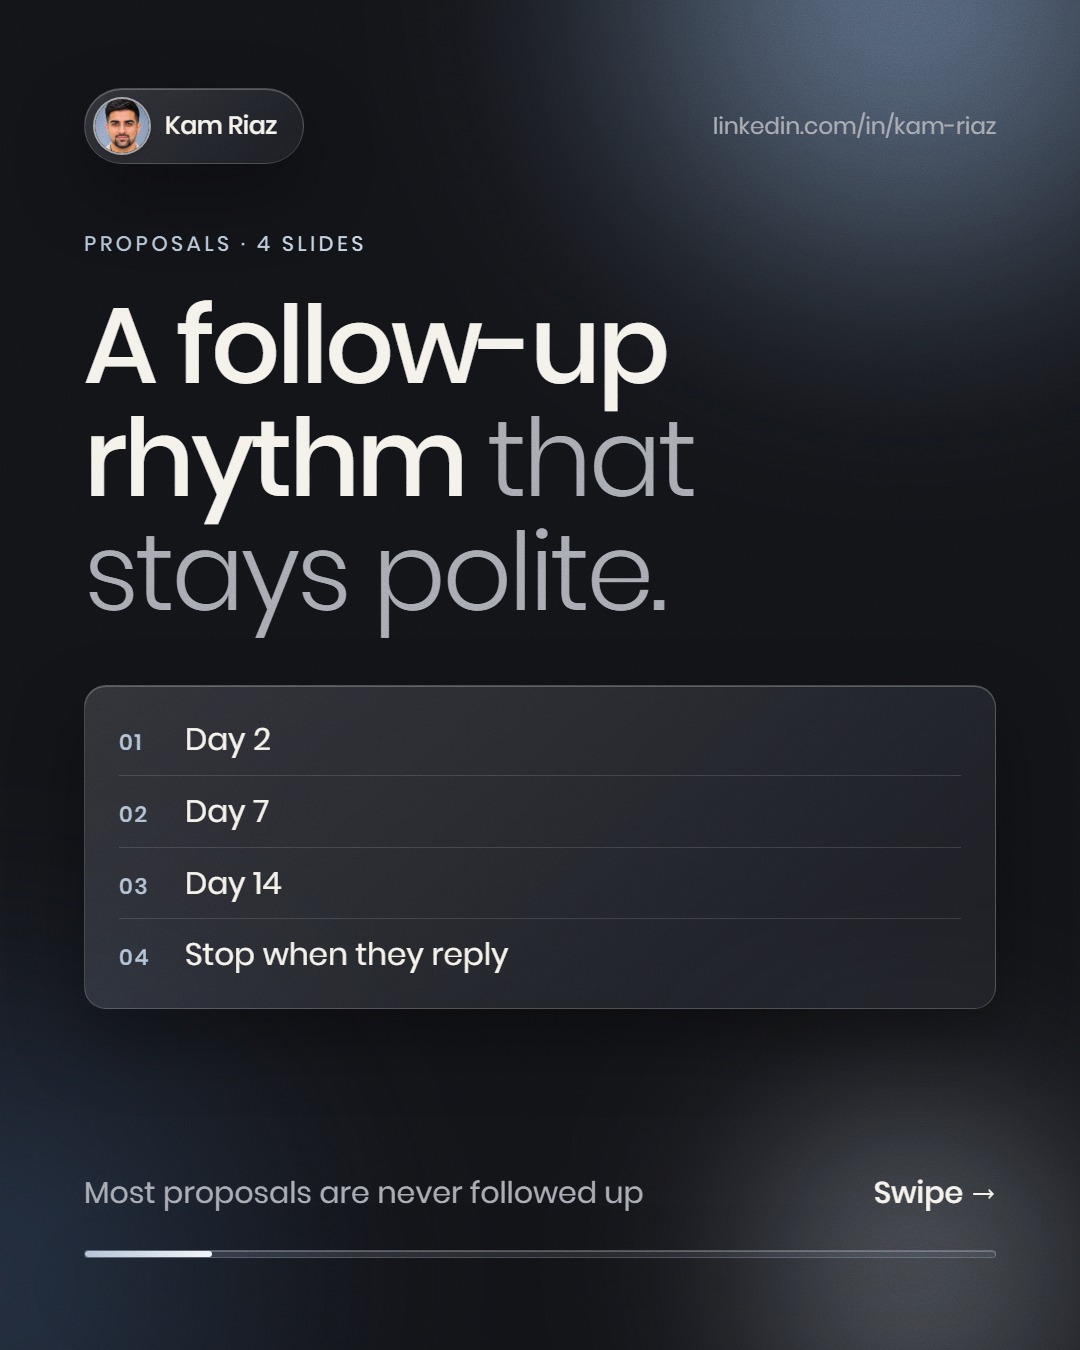 Kam Riaz
linkedin.com/in/kam-riaz
PROPOSALS · 4 SLIDES
A follow-up
rhythm that
stays polite.
01 Day 2
02 Day 7
03 Day 14
04 Stop when they reply
Most proposals are never followed up
Swipe →